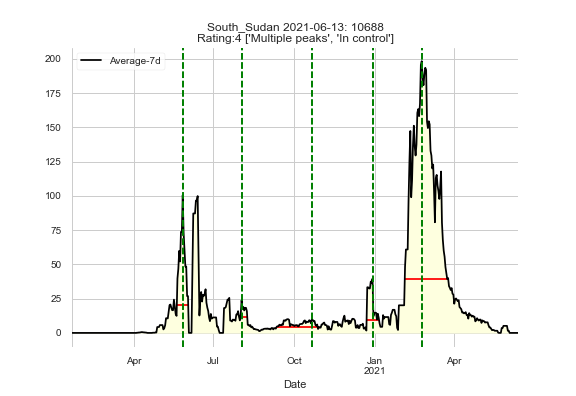 South_Sudan 2021-06-13: 10688
Rating:4 ['Multiple peaks', 'In control']
Average-7d
200
175
150
125
100
75
50
25
0
Apr Jul Oct Jan Apr
2021
Date